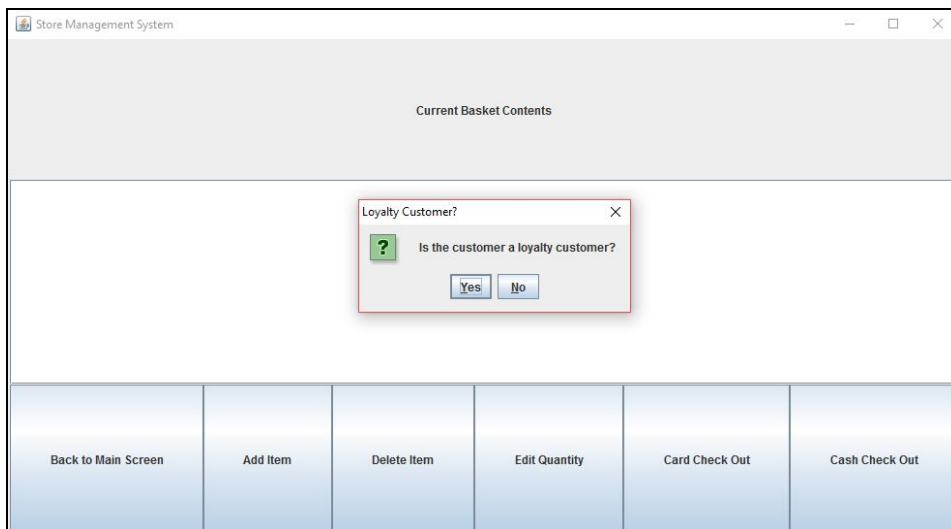 Store Management System
Current Basket Contents
Loyalty Customer?
?
Is the customer a loyalty customer?
Yes No
Back to Main Screen Add Item Delete Item Edit Quantity Card Check Out Cash Check Out